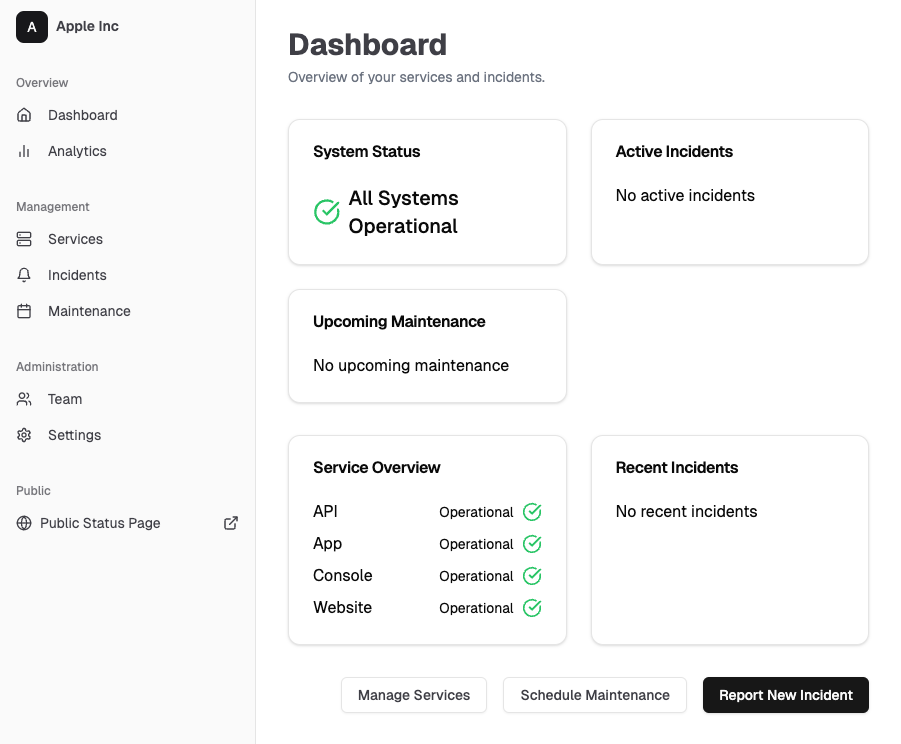 A
Apple Inc
Overview
Dashboard
Analytics
Management
Services
Incidents
Maintenance
Administration
Team
Settings
Public
Public Status Page
Dashboard
Overview of your services and incidents.
System Status
All Systems
Operational
Active Incidents
No active incidents
Upcoming Maintenance
No upcoming maintenance
Service Overview
API Operational
App Operational
Console Operational
Website Operational
Recent Incidents
No recent incidents
Manage Services
Schedule Maintenance
Report New Incident